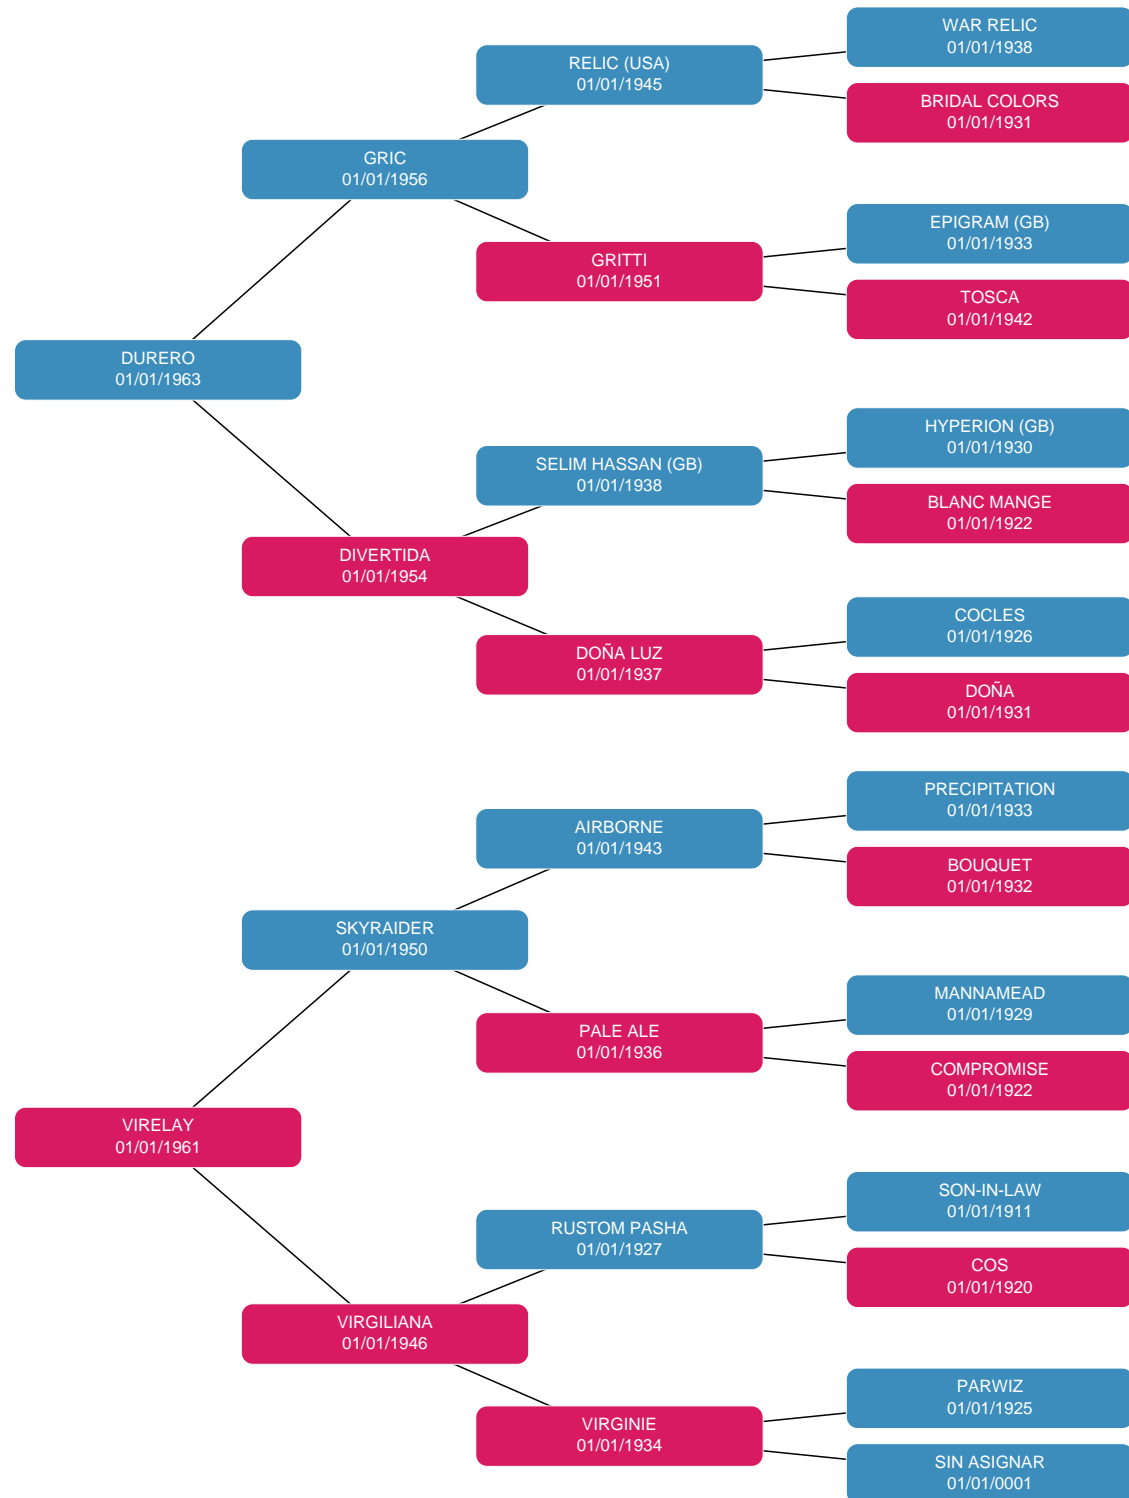 WAR RELIC
01/01/1938
RELIC (USA)
01/01/1945
BRIDAL COLORS
01/01/1931
GRIC
01/01/1956
EPIGRAM (GB)
01/01/1933
GRITTI
01/01/1951
TOSCA
01/01/1942
DURERO
01/01/1963
HYPERION (GB)
01/01/1930
SELIM HASSAN (GB)
01/01/1938
BLANC MANGE
01/01/1922
DIVERTIDA
01/01/1954
COCLES
01/01/1926
DOÑA LUZ
01/01/1937
DOÑA
01/01/1931
PRECIPITATION
01/01/1933
AIRBORNE
01/01/1943
BOUQUET
01/01/1932
SKYRAIDER
01/01/1950
MANNAMEAD
01/01/1929
PALE ALE
01/01/1936
COMPROMISE
01/01/1922
VIRELAY
01/01/1961
SON-IN-LAW
01/01/1911
RUSTOM PASHA
01/01/1927
COS
01/01/1920
VIRGILIANA
01/01/1946
PARWIZ
01/01/1925
VIRGINIE
01/01/1934
SIN ASIGNAR
01/01/0001